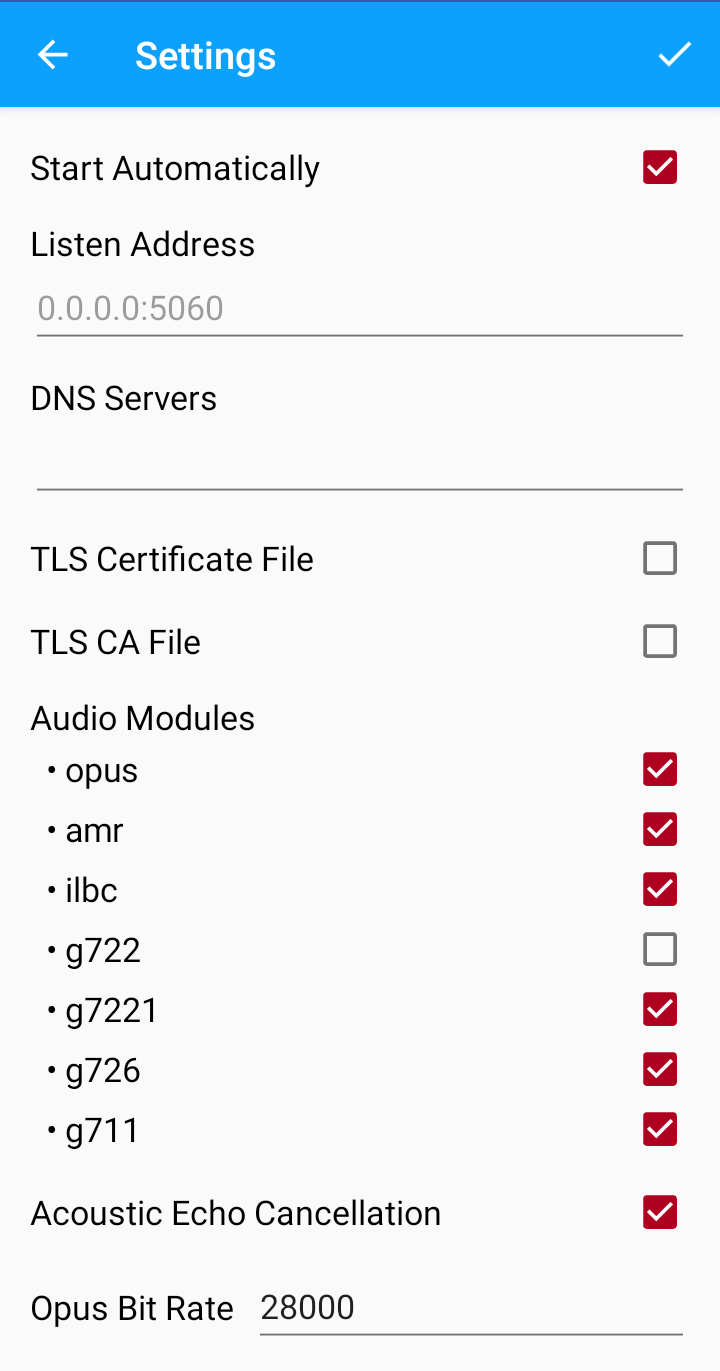 Settings
Start Automatically
Listen Address
0.0.0.0:5060
DNS Servers
TLS Certificate File
TLS CA File
Audio Modules
• opus
• amr
• ilbc
• g722
• g7221
• g726
• g711
Acoustic Echo Cancellation
Opus Bit Rate 28000